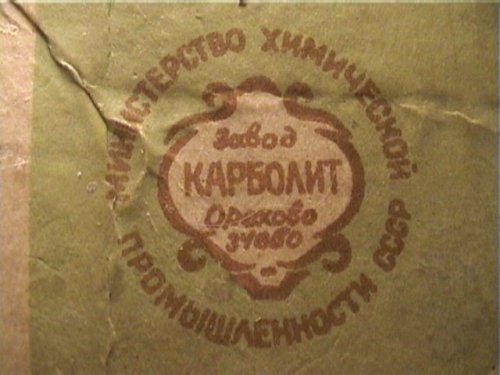 МИНИСТЕРСТВО ХИМИЧЕСКОЙ
ПРОМЫШЛЕННОСТИ СССР
Завод
КАРБОЛИТ
Орехово
зуево